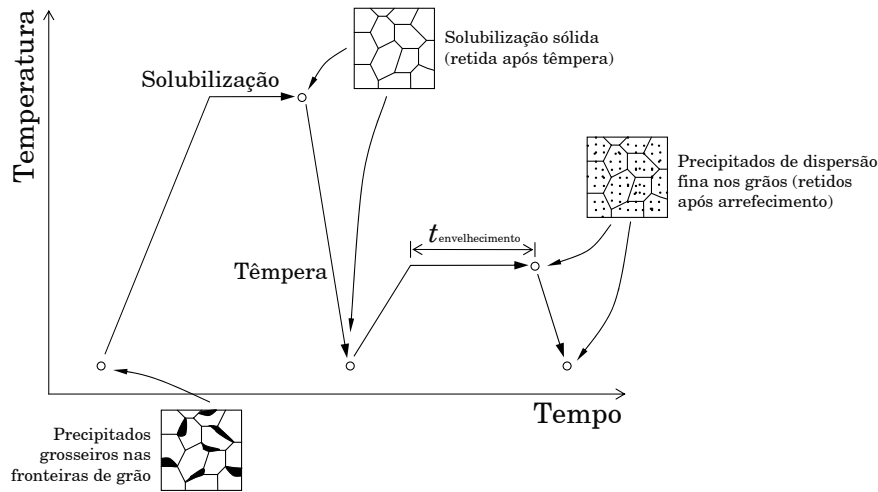 Temperatura
Solubilização
Solubilização sólida
(retida após têmpera)
Precipitados de dispersão
fina nos grãos (retidos
após arrefecimento)
t envelhecimento
Têmpera
Tempo
Precipitados
grosseiros nas
fronteiras de grão